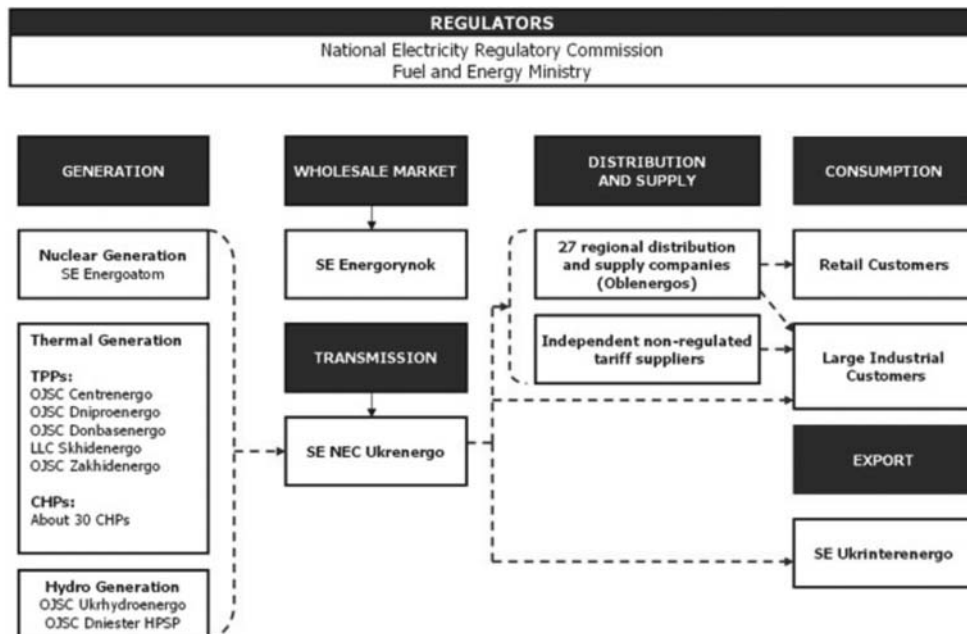 REGULATORS
National Electricity Regulatory Commission
Fuel and Energy Ministry
GENERATION
Nuclear Generation
SE Energoatom
Thermal Generation
TPPs:
OJSC Centrenergo
OJSC Dniproenergo
OJSC Donbasenergo
LLC Skhidenergo
OJSC Zakhidenergo
CHPs:
About 30 CHPs
Hydro Generation
OJSC Ukrhydroenergo
OJSC Dniester HPSP
WHOLESALE MARKET
SE Energorynok
TRANSMISSION
SE NEC Ukrenergo
DISTRIBUTION
AND SUPPLY
27 regional distribution
and supply companies
(Oblenergos)
Independent non-regulated
tariff suppliers
CONSUMPTION
Retail Customers
Large Industrial
Customers
EXPORT
SE Ukrinterenergo